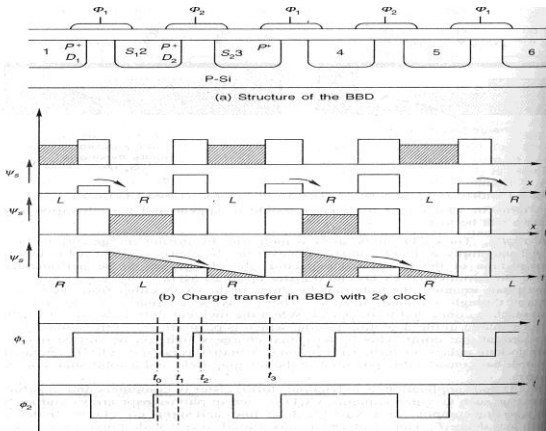 Φ₁ Φ₂ Φ₁ Φ₂ Φ₁
1 P⁺ D₁ S₁2 P⁺ D₂ S₂3 P⁺ 4 5 6
P-Si
(a) Structure of the BBD
ψₛ
x
L R L R L R
ψₛ
x
ψₛ
t
R L R L R L
(b) Charge transfer in BBD with 2ϕ clock
t
ϕ₁
t₀ t₁ t₂ t₃
t
ϕ₂